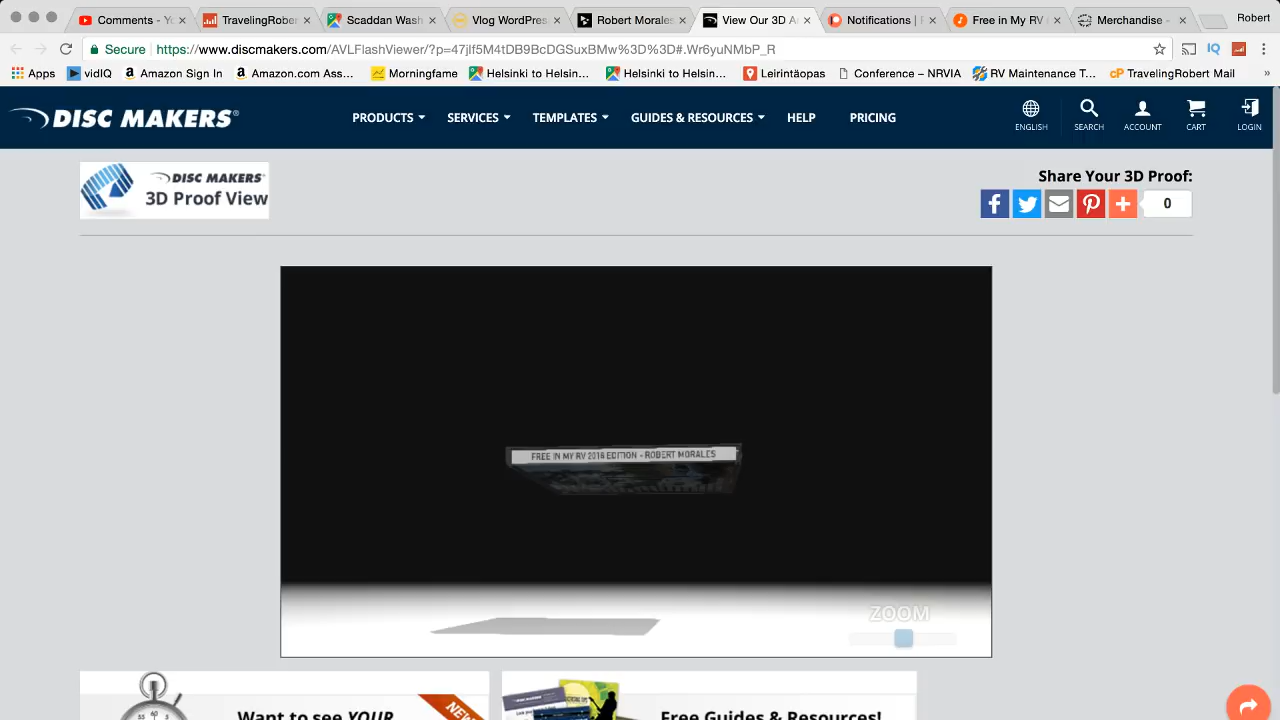 Comments - Yo
TravelingRober
Scaddan Wash
Vlog WordPres
Robert Morales
View Our 3D A
Notification
Free in My RV
Merchandise -
Robert
Secure
https://www.discmakers.com/AVLFlashViewer/?p=47jIf5M4tDB9BcDGSuxBMw%3D%3D#.Wr6yuNMbP_R
Apps
vidIQ
Amazon Sign In
Amazon.com Ass...
Morningfame
Helsinki to Helsin...
Helsinki to Helsin...
Leirintäopas
Conference – NRVIA
RV Maintenance T...
TravelingRobert Mail
»
DISC MAKERS®
PRODUCTS
SERVICES
TEMPLATES
GUIDES & RESOURCES
HELP
PRICING
ENGLISH
SEARCH
ACCOUNT
CART
LOGIN
DISC MAKERS®
3D Proof View
Share Your 3D Proof:
0
FREE IN MY RV 2018 EDITION - ROBERT MORALES
ZOOM
Want to see YOUR
NEW
Free Guides & Resources!